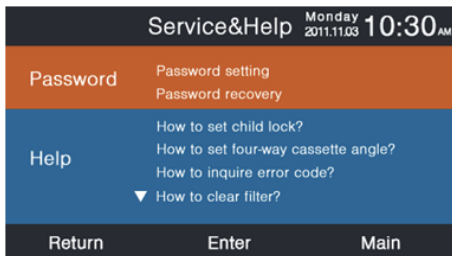 Service&Help Monday 2011.11.03 10:30AM
Password
Password setting
Password recovery
Help
How to set child lock?
How to set four-way cassette angle?
How to inquire error code?
How to clear filter?
Return Enter Main